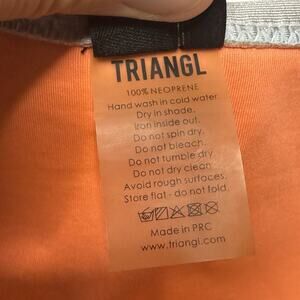 TRIANGL
100% NEOPRENE
Hand wash in cold water
Dry in shade.
Iron inside out.
Do not spin dry.
Do not bleach.
Do not tumble dry.
Do not dry clean.
Avoid rough surfaces.
Store flat - do not fold.
Made in PRC
www.triangl.com